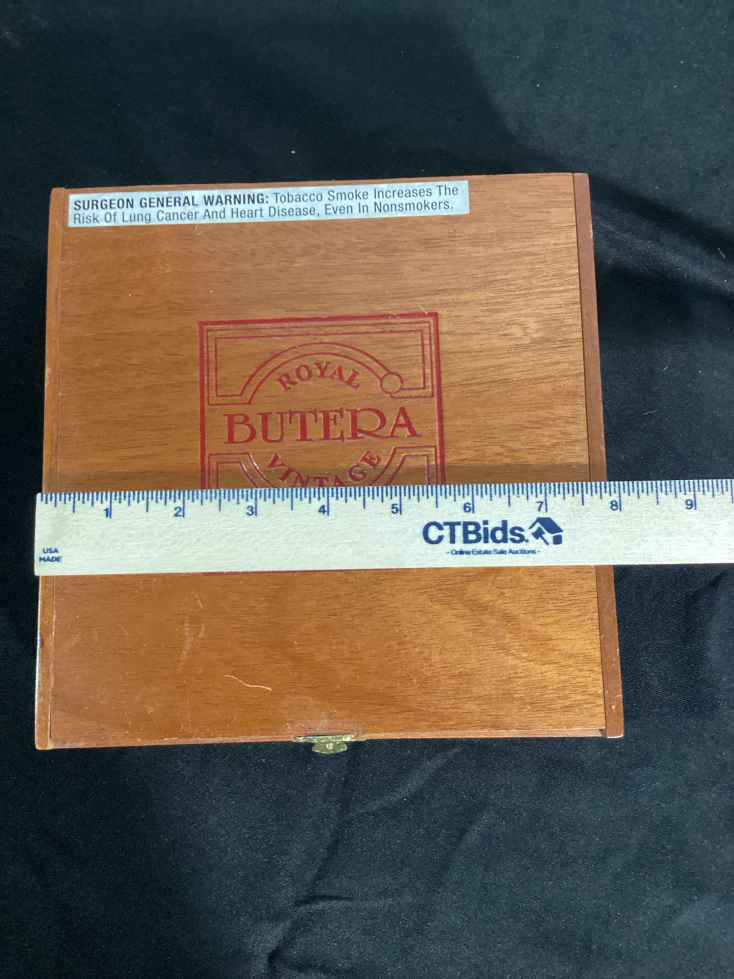 SURGEON GENERAL WARNING: Tobacco Smoke Increases The
Risk Of Lung Cancer And Heart Disease, Even In Nonsmokers.
ROYAL
BUTERA
VINTAGE
1 2 3 4 5 6 7 8 9
USA
MADE
CTBids.
- Online Estate Sale Auctions -